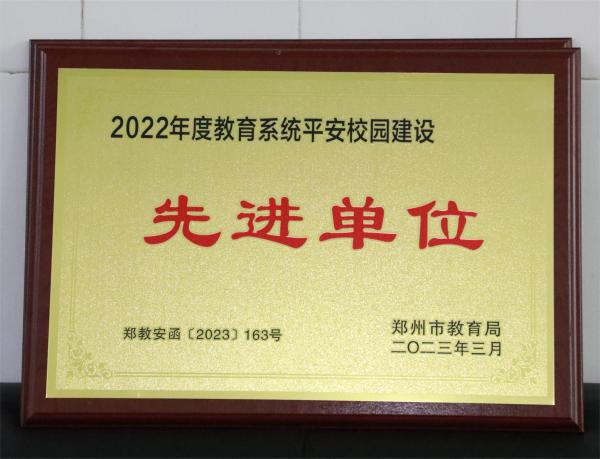 2022年度教育系统平安校园建设
先进单位
郑教安函〔2023〕163号
郑州市教育局
二〇二三年三月